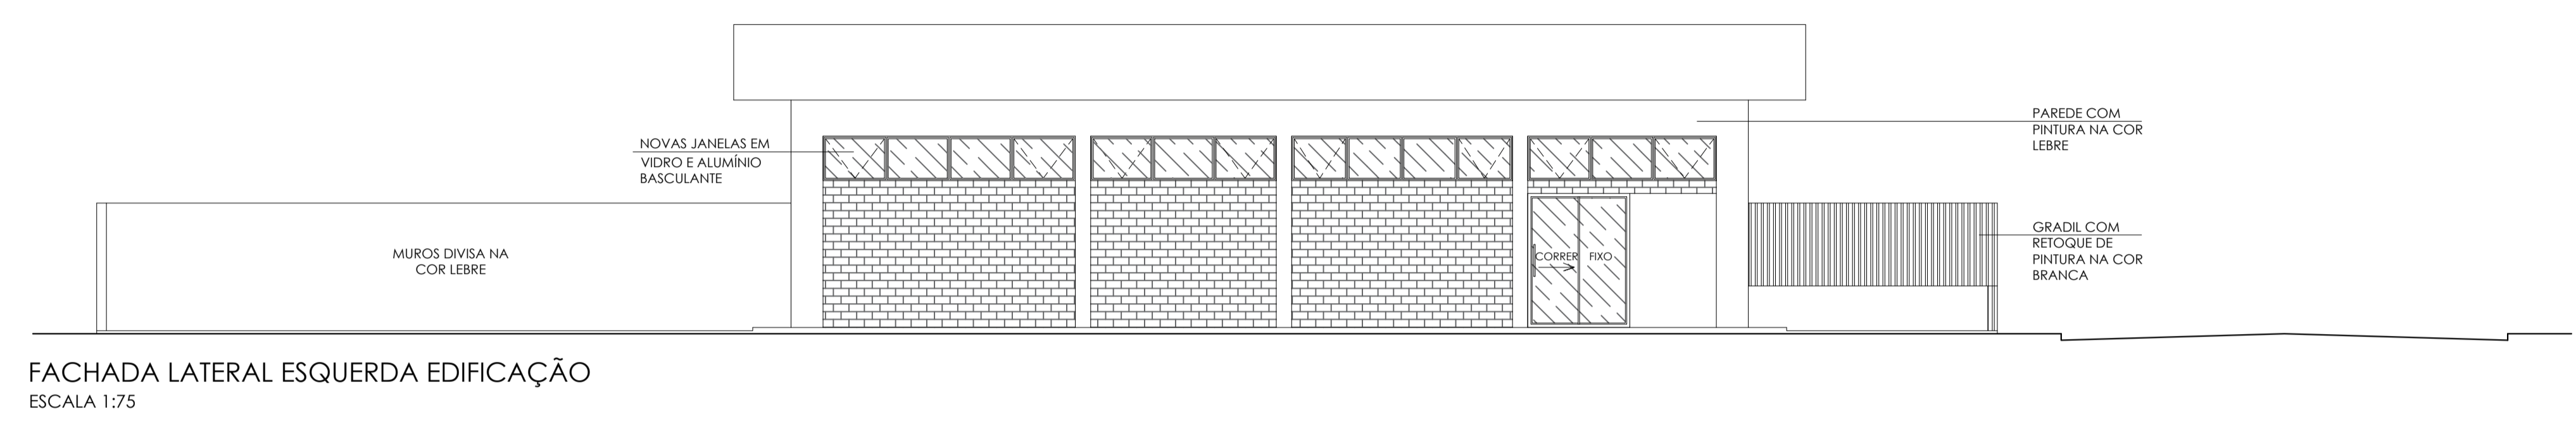 NOVAS JANELAS EM
VIDRO E ALUMÍNIO
BASCULANTE
PAREDE COM
PINTURA NA COR
LEBRE
MUROS DIVISA NA
COR LEBRE
CORRER
FIXO
GRADIL COM
RETOQUE DE
PINTURA NA COR
BRANCA
FACHADA LATERAL ESQUERDA EDIFICAÇÃO
ESCALA 1:75